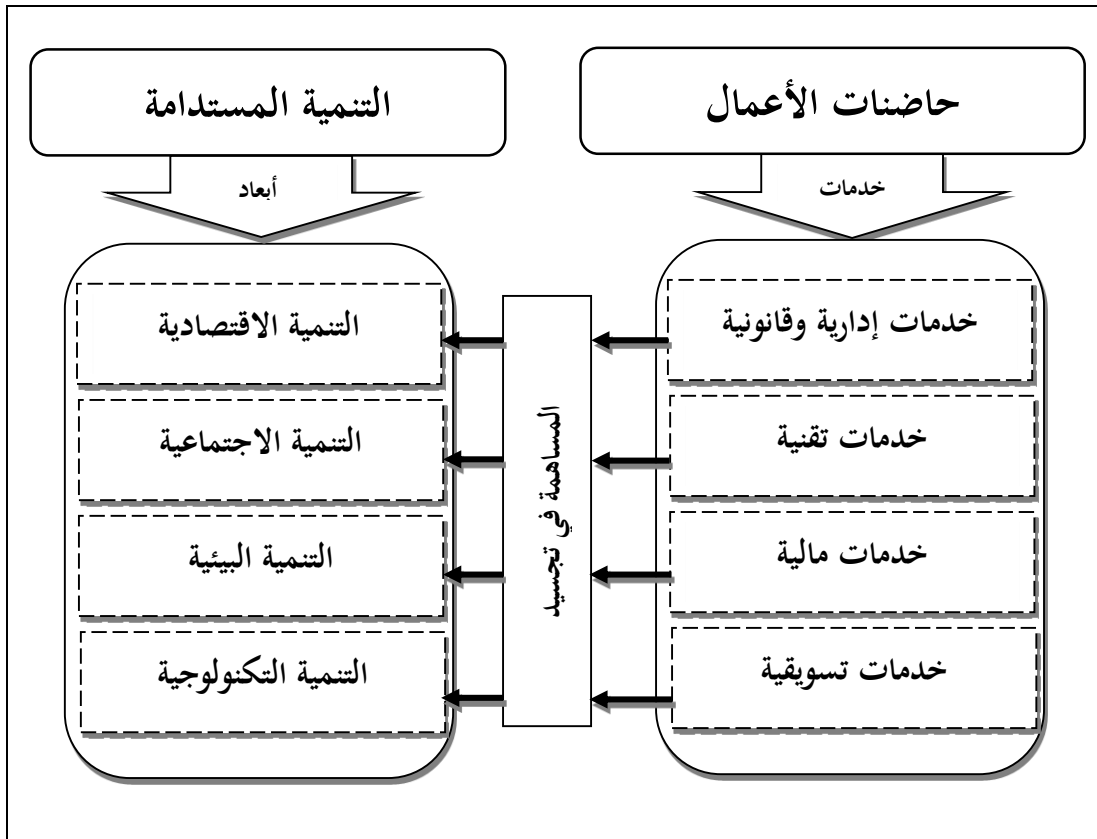 حاضنات الأعمال
خدمات
خدمات إدارية وقانونية
خدمات تقنية
خدمات مالية
خدمات تسويقية
المساهمة في تجسيد
التنمية المستدامة
أبعاد
التنمية الاقتصادية
التنمية الاجتماعية
التنمية البيئية
التنمية التكنولوجية